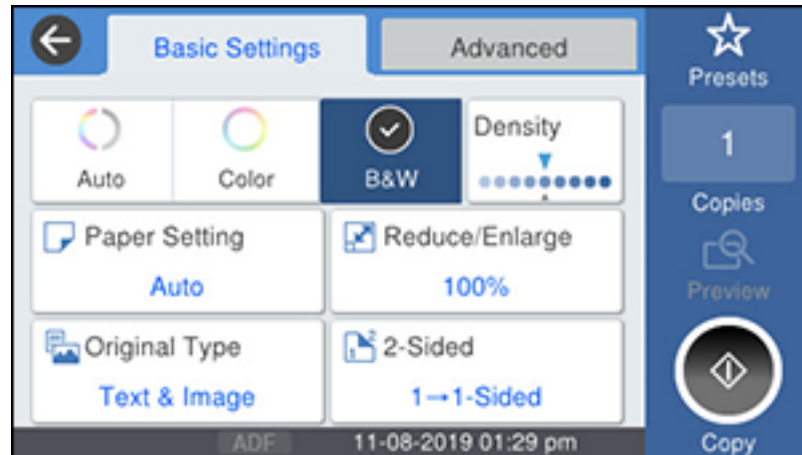 Basic Settings
Advanced
Presets
Auto
Color
B&W
Density
1
Copies
Paper Setting
Auto
Reduce/Enlarge
100%
Preview
Original Type
Text & Image
2-Sided
1→1-Sided
ADF
11-08-2019 01:29 pm
Copy